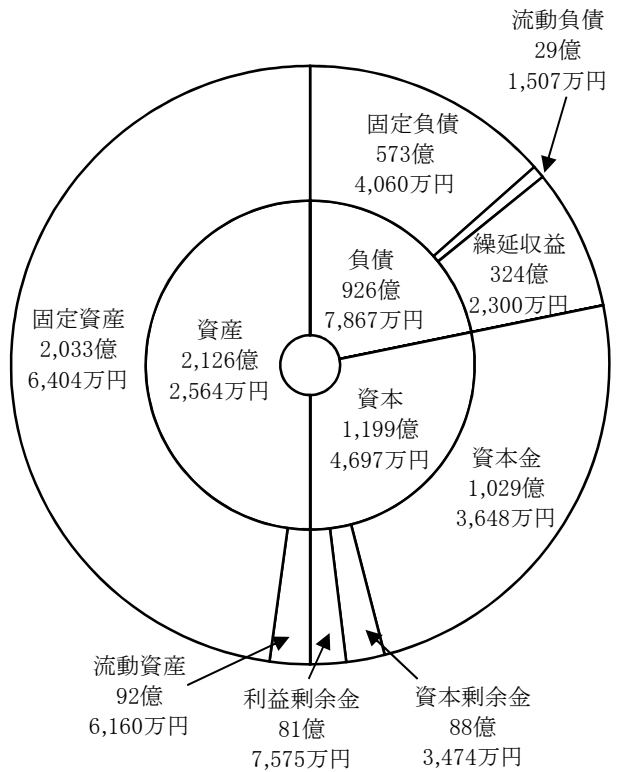 流動負債
29億
1,507万円
固定負債
573億
4,060万円
繰延収益
324億
2,300万円
負債
926億
7,867万円
固定資産
2,033億
6,404万円
資産
2,126億
2,564万円
資本
1,199億
4,697万円
資本金
1,029億
3,648万円
流動資産
92億
6,160万円
利益剰余金
81億
7,575万円
資本剰余金
88億
3,474万円